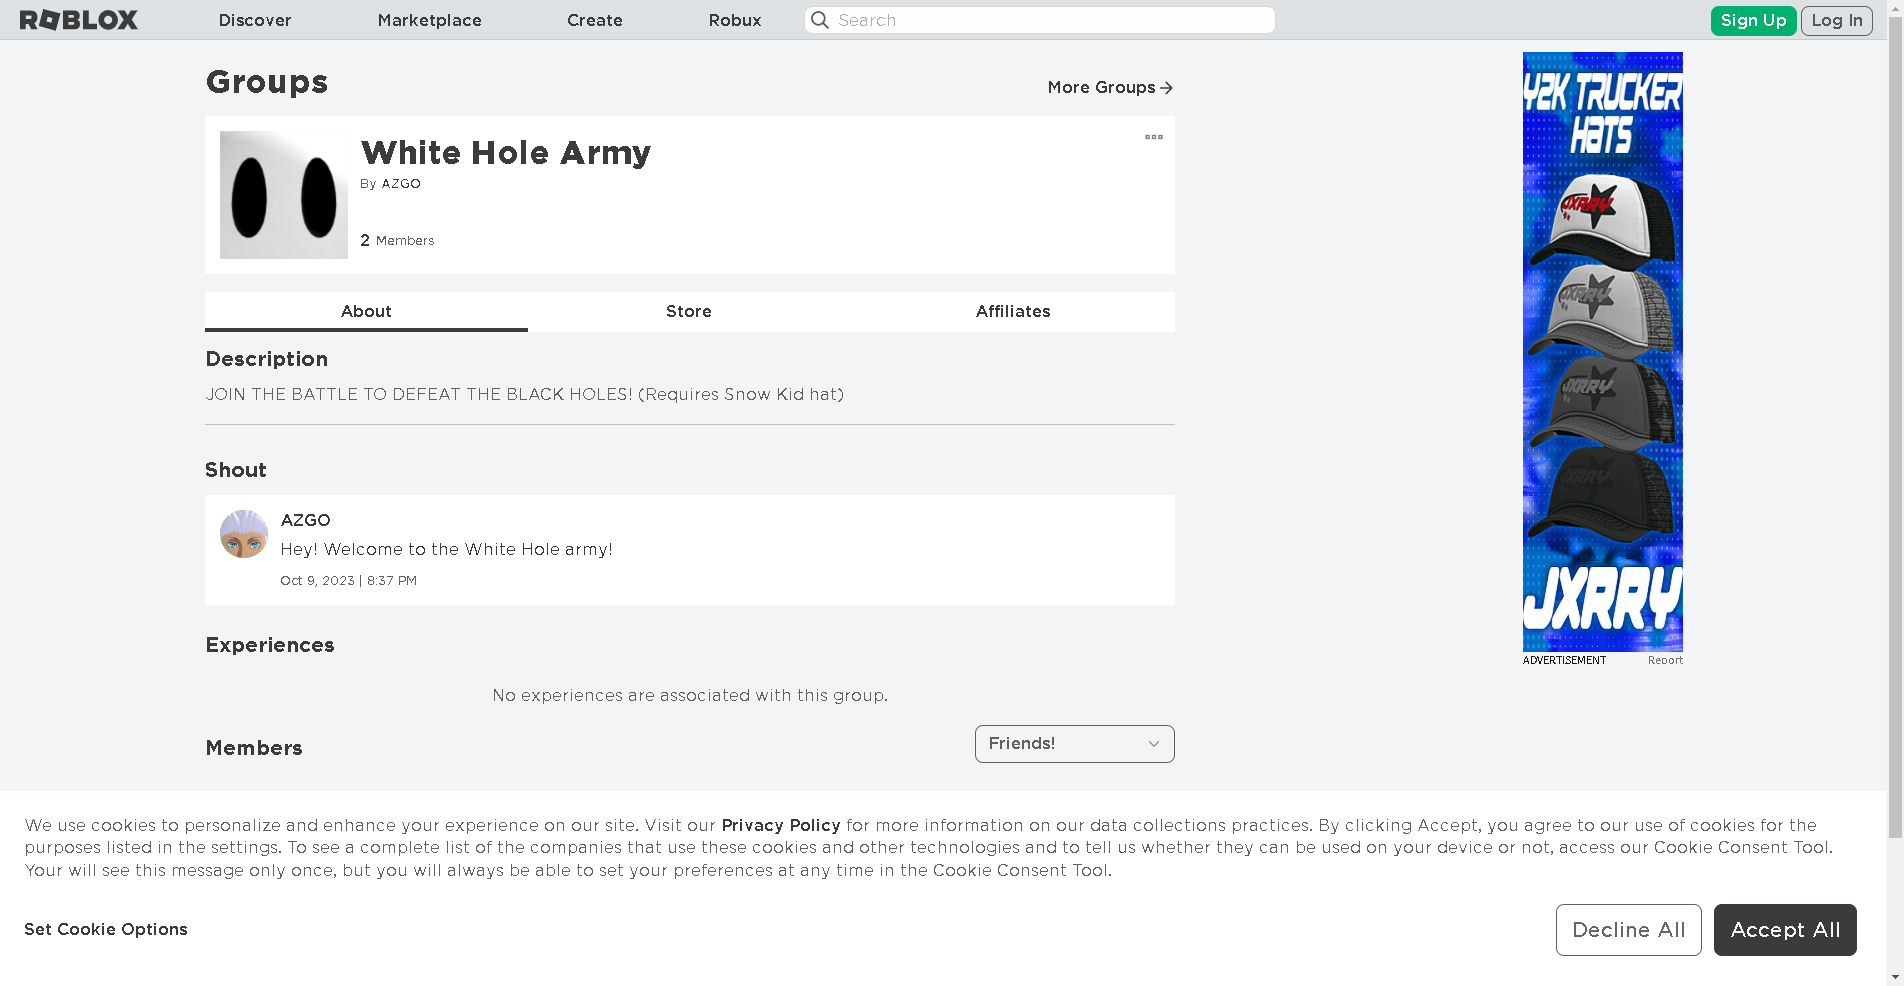 ROBLOX Discover Marketplace Create Robux Search Sign Up Log In
Groups
More Groups
White Hole Army
By AZGO
2 Members
About Store Affiliates
Description
JOIN THE BATTLE TO DEFEAT THE BLACK HOLES! (Requires Snow Kid hat)
Shout
AZGO
Hey! Welcome to the White Hole army!
Oct 9, 2023 | 8:37 PM
Experiences
No experiences are associated with this group.
Members
Friends!
Y2K TRUCKER
HATS
JXRRY
JXRRY
JXRRY
JXRRY
JXRRY
ADVERTISEMENT Report
We use cookies to personalize and enhance your experience on our site. Visit our Privacy Policy for more information on our data collections practices. By clicking Accept, you agree to our use of cookies for the
purposes listed in the settings. To see a complete list of the companies that use these cookies and other technologies and to tell us whether they can be used on your device or not, access our Cookie Consent Tool.
Your will see this message only once, but you will always be able to set your preferences at any time in the Cookie Consent Tool.
Set Cookie Options
Decline All
Accept All